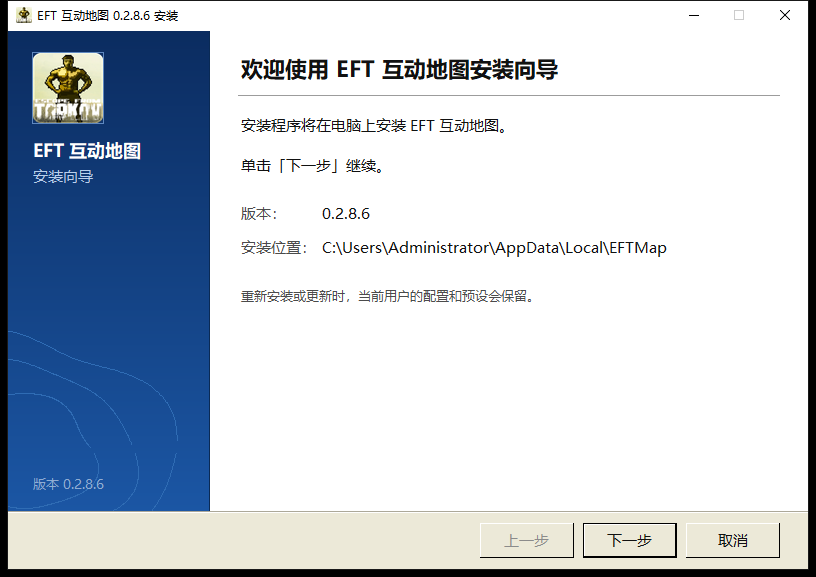 EFT 互动地图 0.2.8.6 安装
欢迎使用 EFT 互动地图安装向导
EFT 互动地图
安装向导
安装程序将在电脑上安装 EFT 互动地图。
单击「下一步」继续。
版本： 0.2.8.6
安装位置： C:\Users\Administrator\AppData\Local\EFTMap
重新安装或更新时，当前用户的配置和预设会保留。
版本 0.2.8.6
上一步 下一步 取消